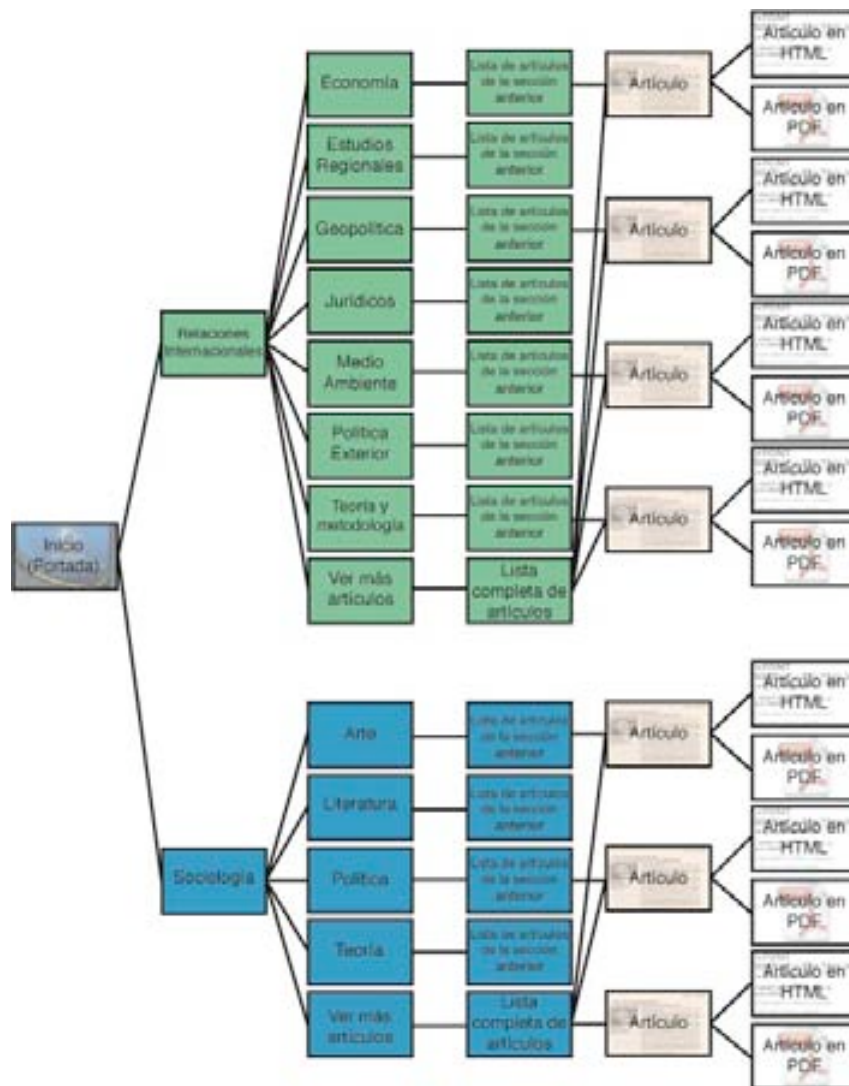 Inicio
(Portada)
Relaciones
Internacionales
Economía
Lista de artículos
de la sección
anterior
Artículo
Artículo en
HTML
Artículo en
PDF
Estudios
Regionales
Lista de artículos
de la sección
anterior
Geopolítica
Lista de artículos
de la sección
anterior
Artículo
Artículo en
HTML
Artículo en
PDF
Jurídicos
Lista de artículos
de la sección
anterior
Medio
Ambiente
Lista de artículos
de la sección
anterior
Artículo
Artículo en
HTML
Artículo en
PDF
Política
Exterior
Lista de artículos
de la sección
anterior
Teoría y
metodología
Lista de artículos
de la sección
anterior
Artículo
Artículo en
HTML
Artículo en
PDF
Ver más
artículos
Lista
completa de
artículos
Sociología
Arte
Lista de artículos
de la sección
anterior
Artículo
Artículo en
HTML
Artículo en
PDF
Literatura
Lista de artículos
de la sección
anterior
Política
Lista de artículos
de la sección
anterior
Artículo
Artículo en
HTML
Artículo en
PDF
Teoría
Lista de artículos
de la sección
anterior
Ver más
artículos
Lista
completa de
artículos
Artículo
Artículo en
HTML
Artículo en
PDF